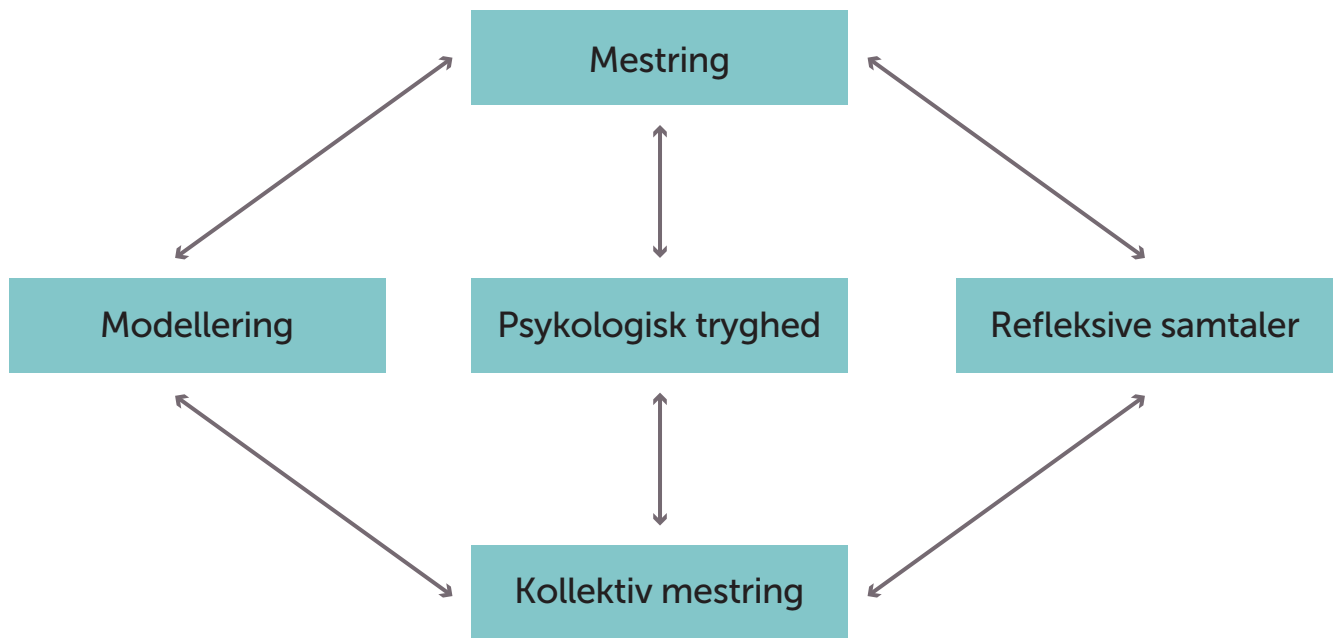 Mestring
Modellering
Psykologisk tryghed
Refleksive samtaler
Kollektiv mestring